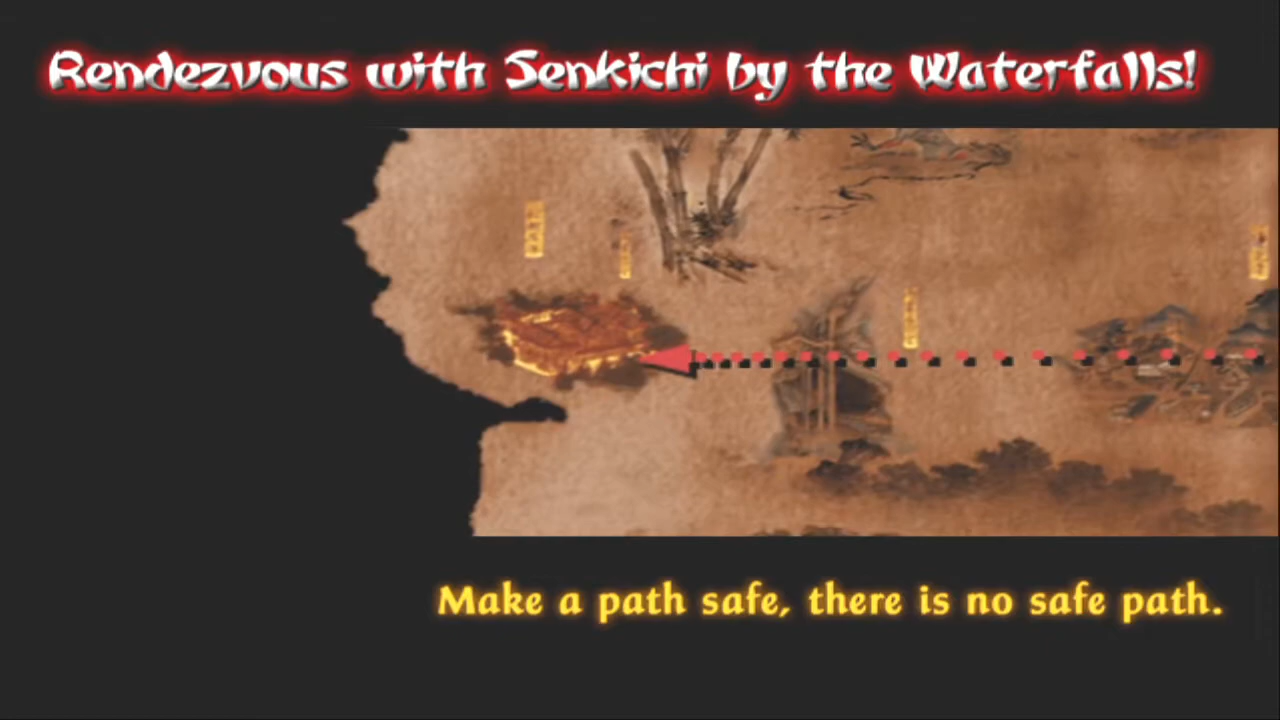 Rendezvous with Senkichi by the Waterfalls!
Make a path safe, there is no safe path.